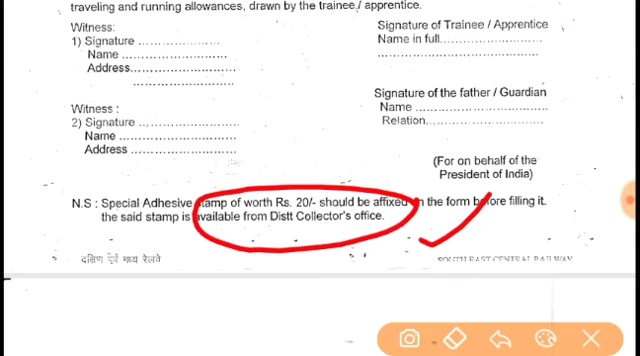 traveling and running allowances, drawn by the trainee / apprentice.
Witness:
Signature of Trainee / Apprentice
1) Signature ........................
Name in full..............................
Name ..............................
Address..............................
Signature of the father / Guardian
Name ..............................
Witness :
Relation..............................
2) Signature ........................
Name ..............................
Address ..............................
(For on behalf of the
President of India)
N.S : Special Adhesive stamp of worth Rs. 20/- should be affixed in the form before filling it.
the said stamp is available from Distt Collector's office.
दक्षिण पूर्व मध्य रेलवे
SOUTH EAST CENTRAL RAILWAY